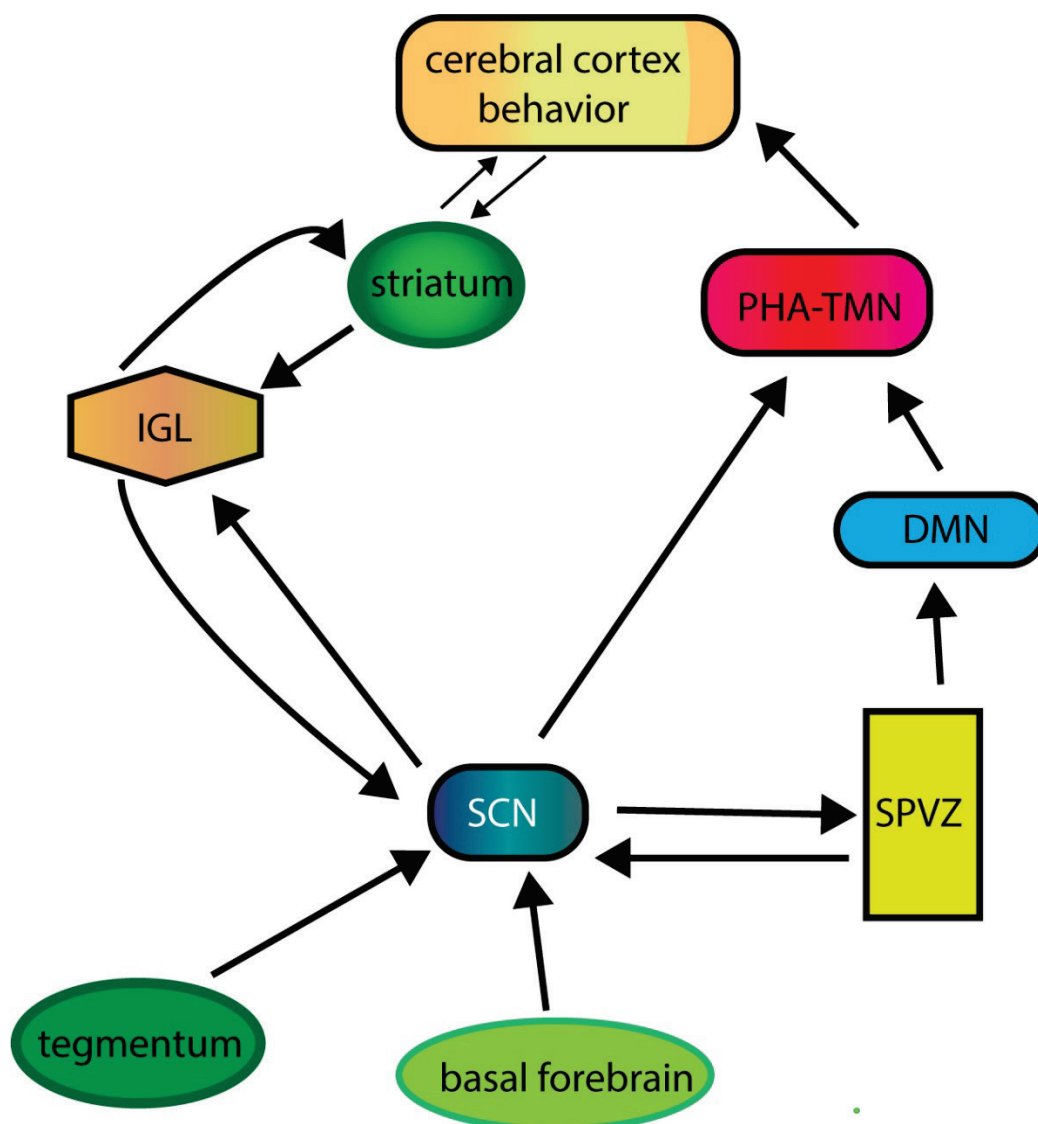 cerebral cortex
behavior
striatum
PHA-TMN
IGL
DMN
SCN
SPVZ
tegmentum
basal forebrain